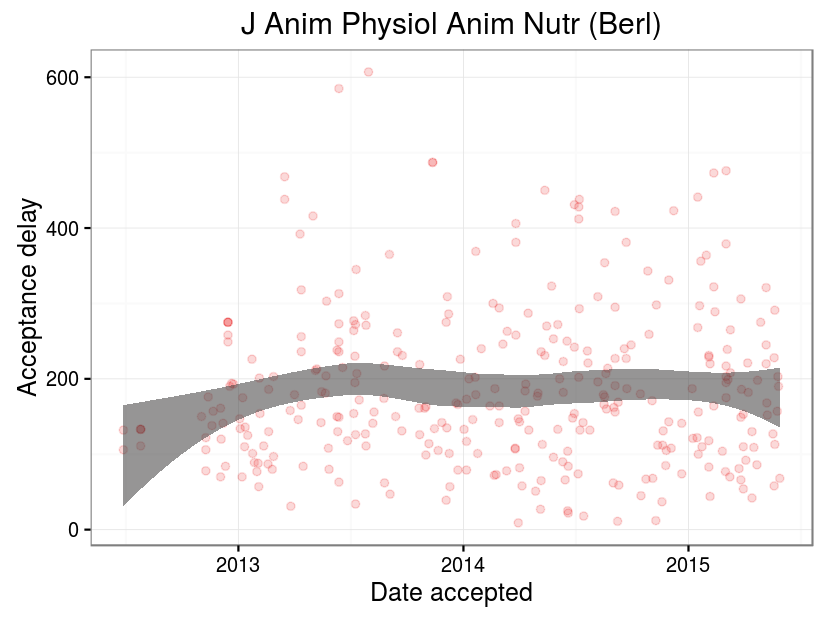 J Anim Physiol Anim Nutr (Berl)
Acceptance delay
600
400
200
0
2013
2014
2015
Date accepted